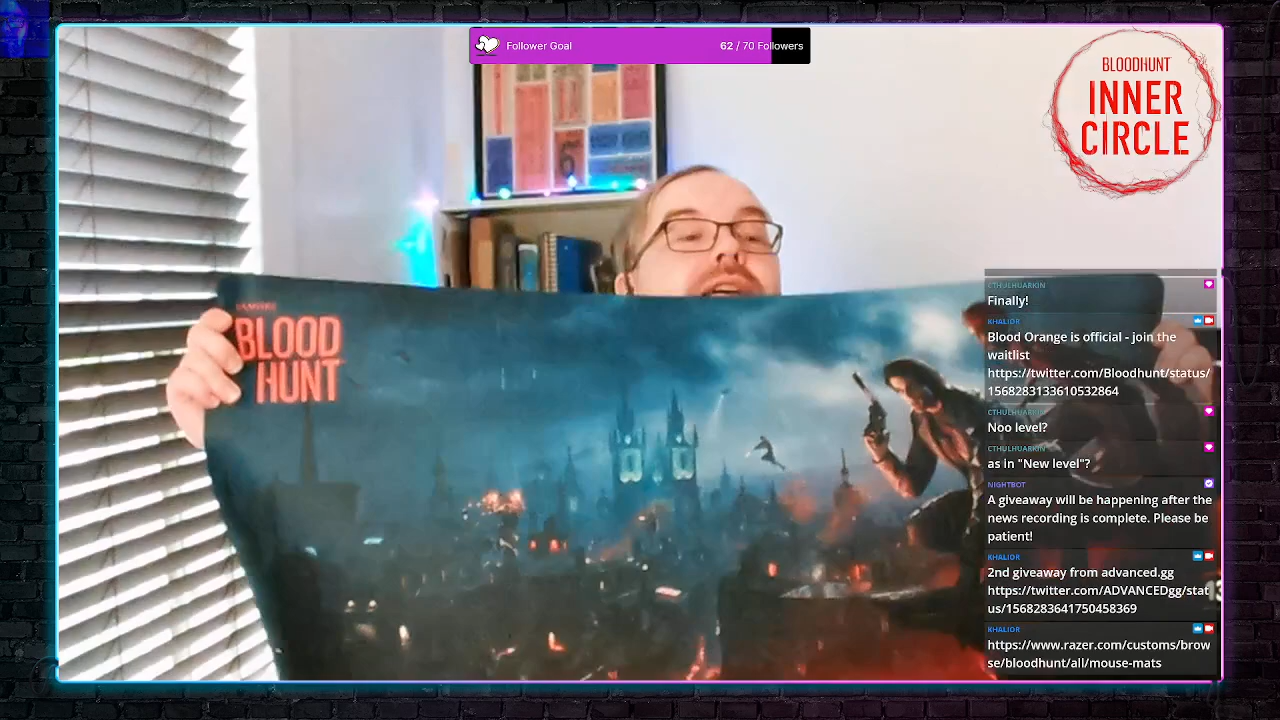 Follower Goal
62 / 70 Followers
BLOODHUNT
INNER
CIRCLE
VAMPIRE
BLOOD
HUNT
CTHULHUARKIN
Finally!
KHALIOR
Blood Orange is official - join the
waitlist
https://twitter.com/Bloodhunt/status/
1568283133610532864
CTHULHUARKIN
Noo level?
CTHULHUARKIN
as in "New level"?
NIGHTBOT
A giveaway will be happening after the
news recording is complete. Please be
patient!
KHALIOR
2nd giveaway from advanced.gg
https://twitter.com/ADVANCEDgg/stat
us/1568283641750458369
KHALIOR
https://www.razer.com/customs/brow
se/bloodhunt/all/mouse-mats